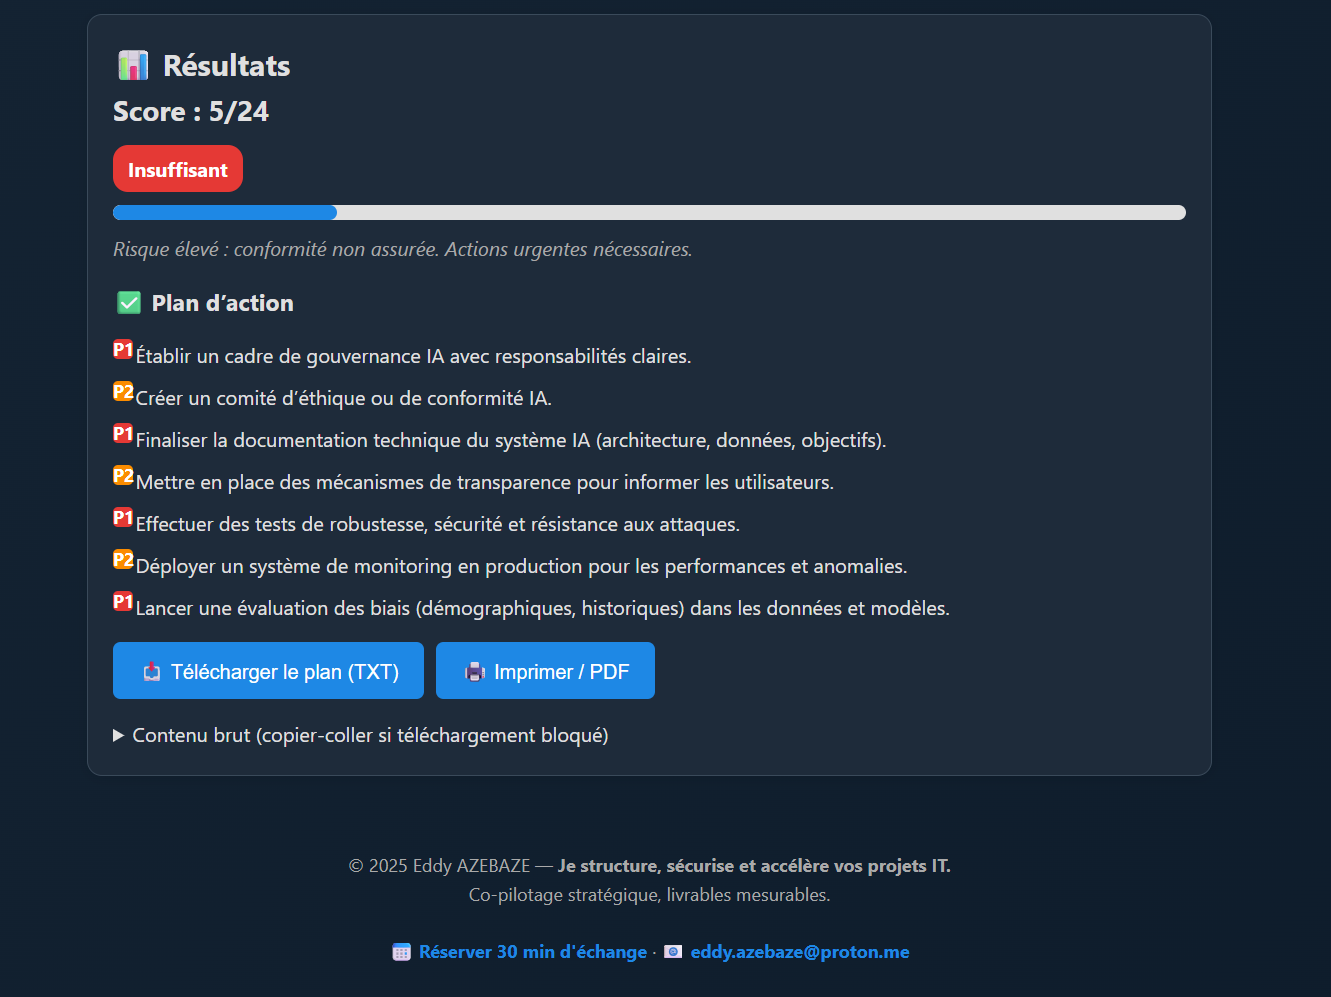 Résultats
Score : 5/24
Insuffisant
Risque élevé : conformité non assurée. Actions urgentes nécessaires.
Plan d’action
P1 Établir un cadre de gouvernance IA avec responsabilités claires.
P2 Créer un comité d’éthique ou de conformité IA.
P1 Finaliser la documentation technique du système IA (architecture, données, objectifs).
P2 Mettre en place des mécanismes de transparence pour informer les utilisateurs.
P1 Effectuer des tests de robustesse, sécurité et résistance aux attaques.
P2 Déployer un système de monitoring en production pour les performances et anomalies.
P1 Lancer une évaluation des biais (démographiques, historiques) dans les données et modèles.
Télécharger le plan (TXT) Imprimer / PDF
Contenu brut (copier-coller si téléchargement bloqué)
© 2025 Eddy AZEBAZE — Je structure, sécurise et accélère vos projets IT.
Co-pilotage stratégique, livrables mesurables.
Réserver 30 min d'échange · eddy.azebaze@proton.me